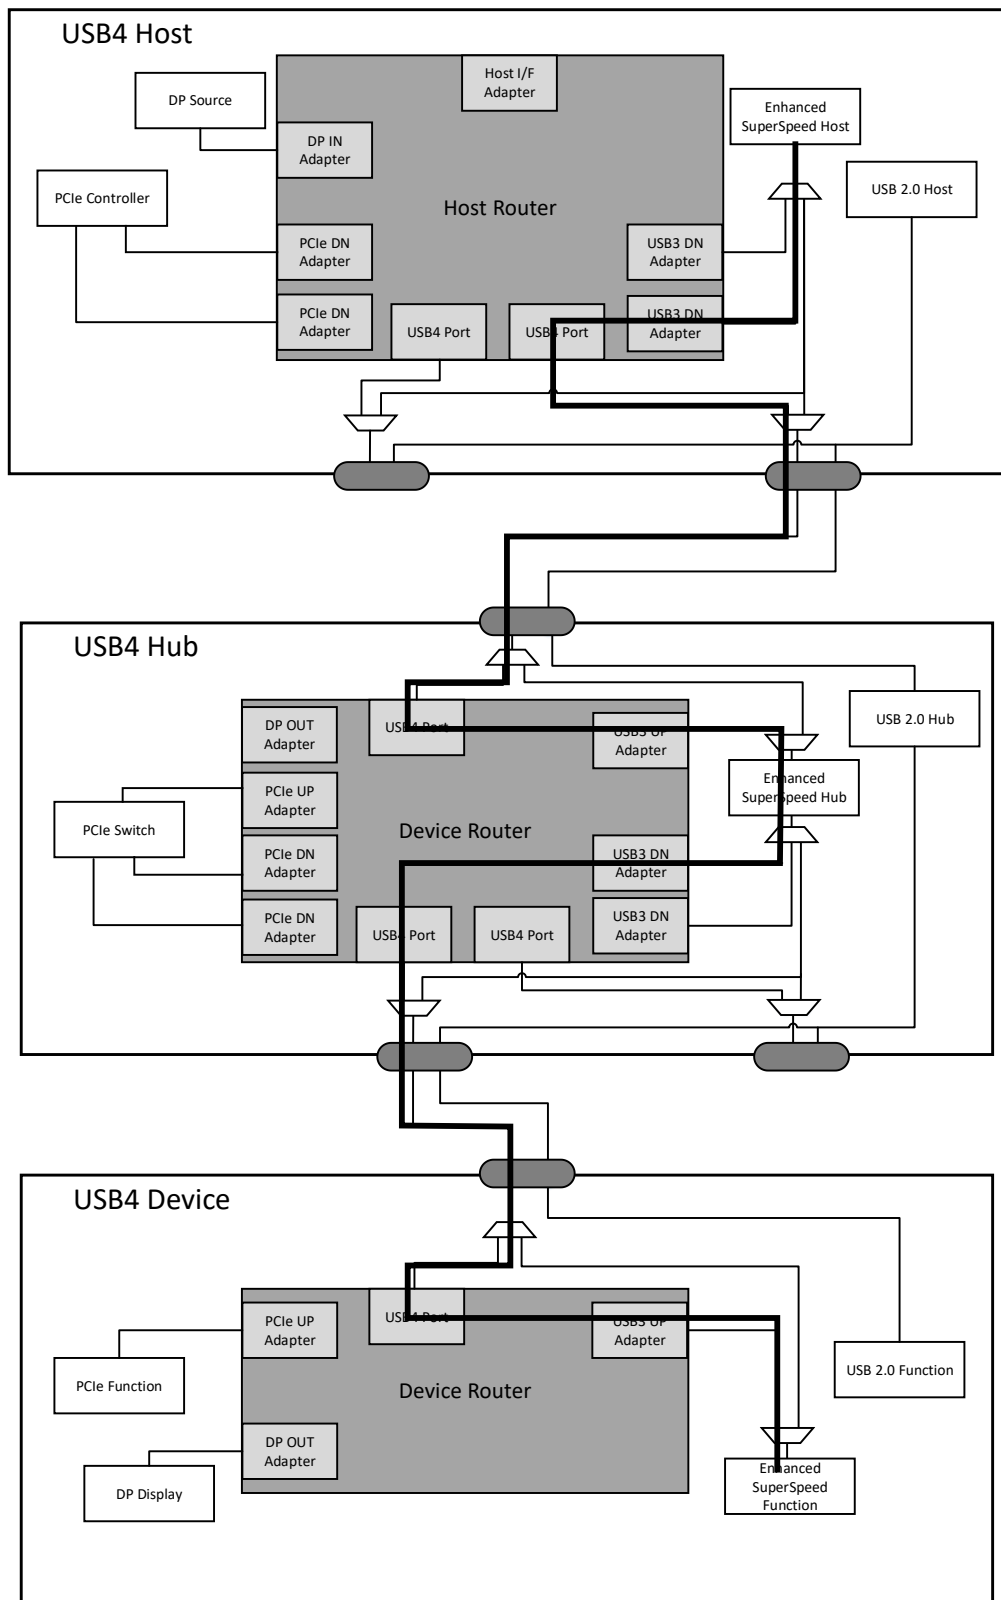 USB4 Host
Host I/F
Adapter
DP Source
Enhanced
SuperSpeed Host
DP IN
Adapter
PCIe Controller
USB 2.0 Host
Host Router
PCIe DN
Adapter
USB3 DN
Adapter
PCIe DN
Adapter
USB4 Port
USB4 Port
USB3 DN
Adapter
USB4 Hub
DP OUT
Adapter
USB4 Port
USB3 UP
Adapter
USB 2.0 Hub
PCIe UP
Adapter
Enhanced
SuperSpeed Hub
PCIe Switch
Device Router
PCIe DN
Adapter
USB3 DN
Adapter
PCIe DN
Adapter
USB4 Port
USB4 Port
USB3 DN
Adapter
USB4 Device
PCIe UP
Adapter
USB4 Port
USB3 UP
Adapter
PCIe Function
Device Router
USB 2.0 Function
DP OUT
Adapter
DP Display
Enhanced
SuperSpeed
Function